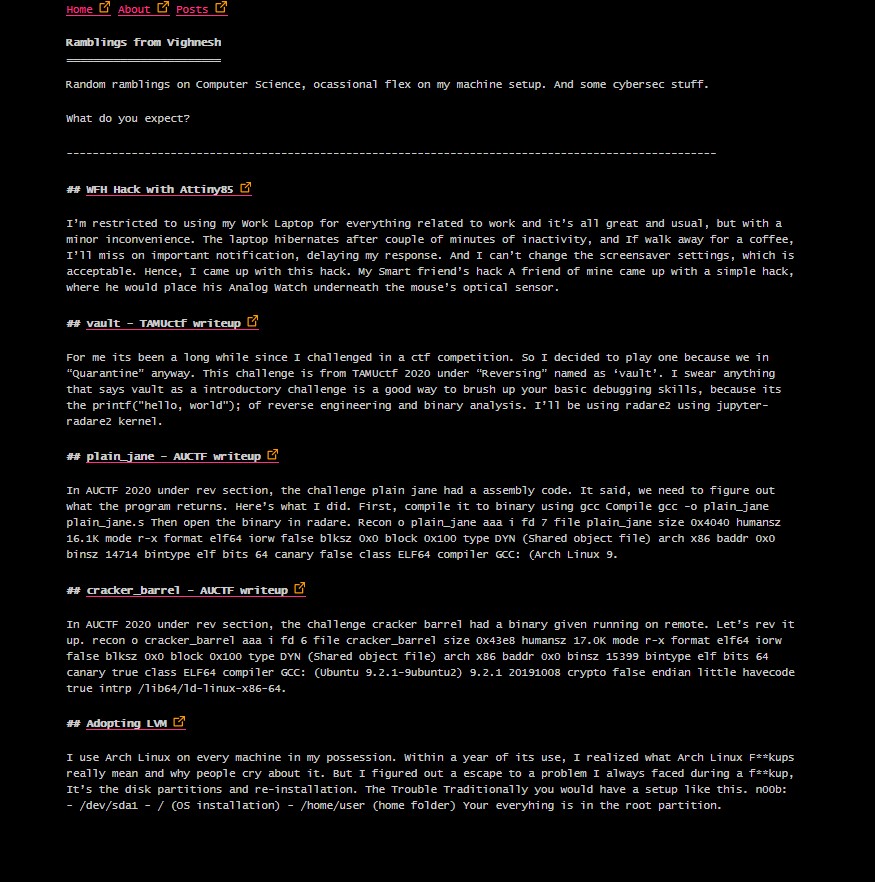 Home About Posts
Ramblings from Vighnesh
========================
Random ramblings on Computer Science, ocassional flex on my machine setup. And some cybersec stuff.
What do you expect?
----------------------------------------------------------------------------------------------------
## WFH Hack with Attiny85
I’m restricted to using my Work Laptop for everything related to work and it’s all great and usual, but with a
minor inconvenience. The laptop hibernates after couple of minutes of inactivity, and If walk away for a coffee,
I’ll miss on important notification, delaying my response. And I can’t change the screensaver settings, which is
acceptable. Hence, I came up with this hack. My Smart friend’s hack A friend of mine came up with a simple hack,
where he would place his Analog Watch underneath the mouse’s optical sensor.
## vault - TAMUctf writeup
For me its been a long while since I challenged in a ctf competition. So I decided to play one because we in
“Quarantine” anyway. This challenge is from TAMUctf 2020 under “Reversing” named as ‘vault’. I swear anything
that says vault as a introductory challenge is a good way to brush up your basic debugging skills, because its
the printf("hello, world"); of reverse engineering and binary analysis. I’ll be using radare2 using jupyter-
radare2 kernel.
## plain_jane - AUCTF writeup
In AUCTF 2020 under rev section, the challenge plain jane had a assembly code. It said, we need to figure out
what the program returns. Here’s what I did. First, compile it to binary using gcc Compile gcc -o plain_jane
plain_jane.s Then open the binary in radare. Recon o plain_jane aaa i fd 7 file plain_jane size 0x4040 humansz
16.1K mode r-x format elf64 iorw false blksz 0x0 block 0x100 type DYN (Shared object file) arch x86 baddr 0x0
binsz 14714 bintype elf bits 64 canary false class ELF64 compiler GCC: (Arch Linux 9.
## cracker_barrel - AUCTF writeup
In AUCTF 2020 under rev section, the challenge cracker barrel had a binary given running on remote. Let’s rev it
up. recon o cracker_barrel aaa i fd 6 file cracker_barrel size 0x43e8 humansz 17.0K mode r-x format elf64 iorw
false blksz 0x0 block 0x100 type DYN (Shared object file) arch x86 baddr 0x0 binsz 15399 bintype elf bits 64
canary true class ELF64 compiler GCC: (Ubuntu 9.2.1-9ubuntu2) 9.2.1 20191008 crypto false endian little havecode
true intrp /lib64/ld-linux-x86-64.
## Adopting LVM
I use Arch Linux on every machine in my possession. Within a year of its use, I realized what Arch Linux F**kups
really mean and why people cry about it. But I figured out a escape to a problem I always faced during a f**kup,
It’s the disk partitions and re-installation. The Trouble Traditionally you would have a setup like this. n00b:
- /dev/sda1 - / (OS installation) - /home/user (home folder) Your everyhing is in the root partition.